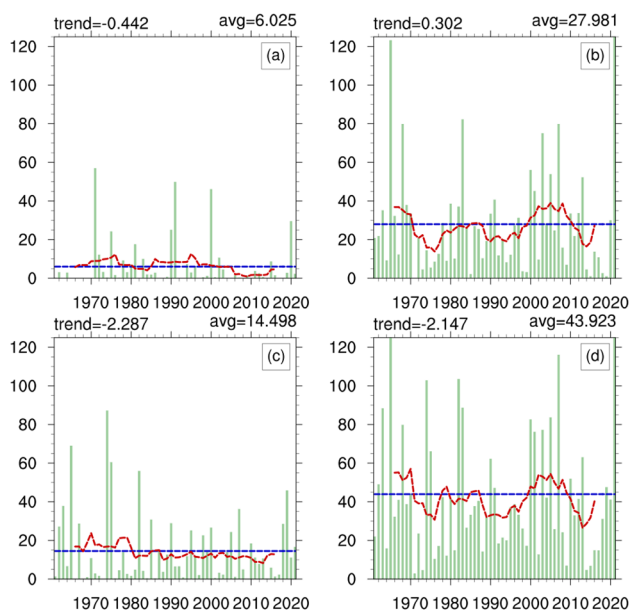 trend=-0.442 avg=6.025
(a)
120
100
80
60
40
20
0
1970 1980 1990 2000 2010 2020
trend=0.302 avg=27.981
(b)
120
100
80
60
40
20
0
1970 1980 1990 2000 2010 2020
trend=-2.287 avg=14.498
(c)
120
100
80
60
40
20
0
1970 1980 1990 2000 2010 2020
trend=-2.147 avg=43.923
(d)
120
100
80
60
40
20
0
1970 1980 1990 2000 2010 2020